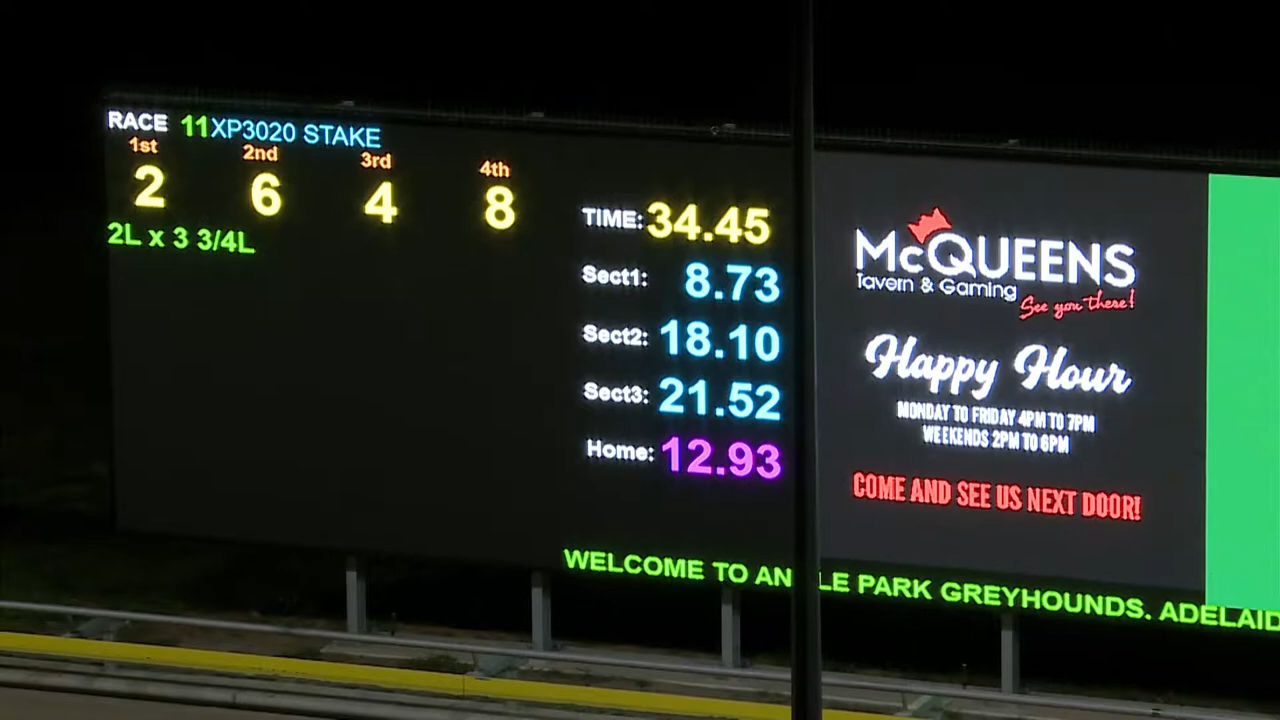 RACE 11XP3020 STAKE
1st 2nd 3rd 4th
2 6 4 8
2L x 3 3/4L
TIME: 34.45
Sect1: 8.73
Sect2: 18.10
Sect3: 21.52
Home: 12.93
McQUEENS
Tavern & Gaming
See you there!
Happy Hour
MONDAY TO FRIDAY 4PM TO 7PM
WEEKENDS 2PM TO 6PM
COME AND SEE US NEXT DOOR!
WELCOME TO AN LE PARK GREYHOUNDS. ADELAID